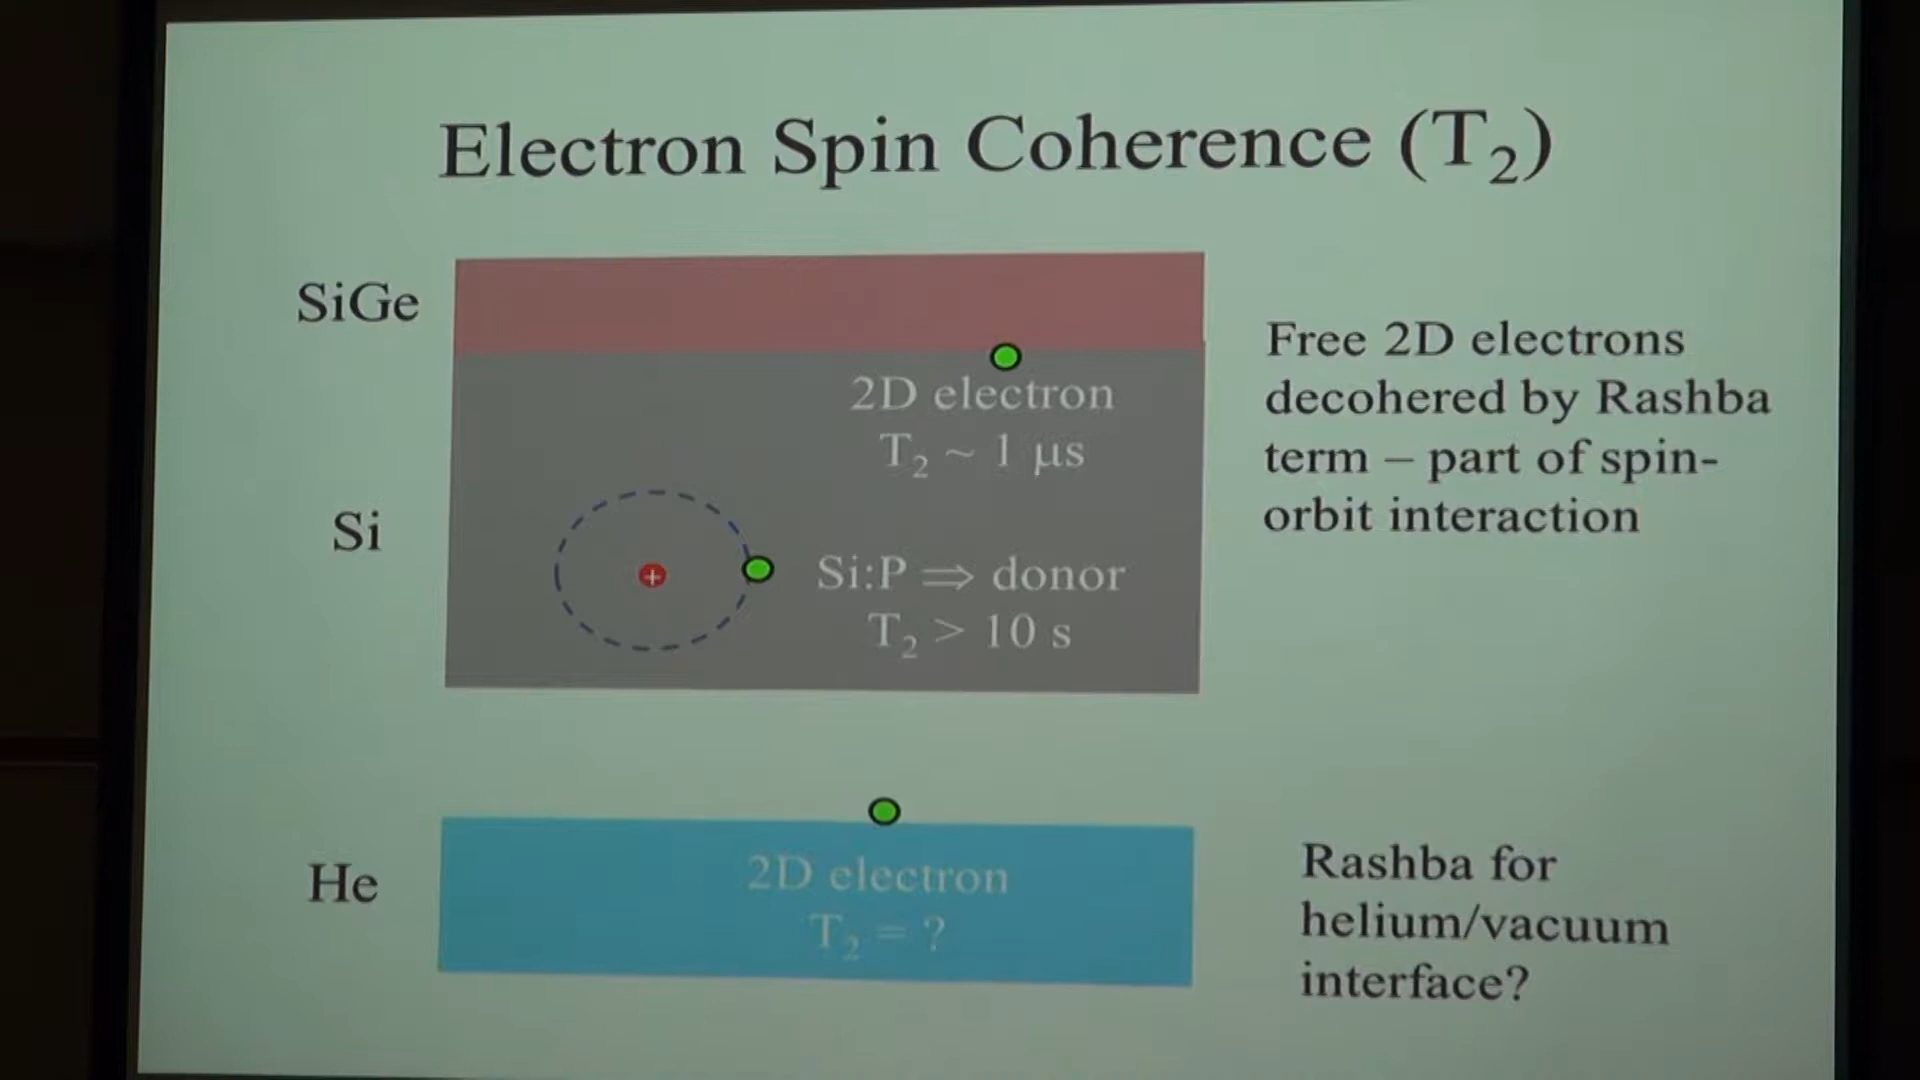 Electron Spin Coherence (T₂)
SiGe
2D electron
T₂ ~ 1 μs
Free 2D electrons
decohered by Rashba
term – part of spin-
orbit interaction
Si
+
Si:P ⇒ donor
T₂ > 10 s
He
2D electron
T₂ = ?
Rashba for
helium/vacuum
interface?